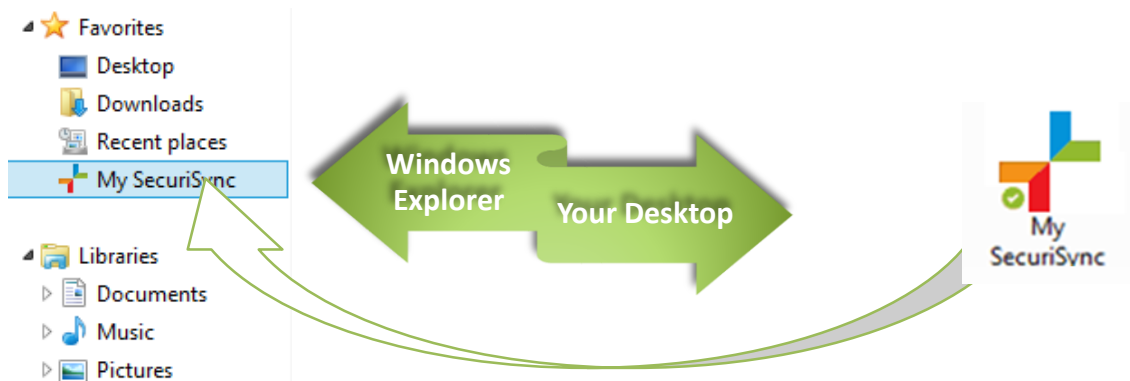 Favorites
Desktop
Downloads
Recent places
My SecuriSync
Libraries
Documents
Music
Pictures
Windows
Explorer
Your Desktop
My
SecuriSync